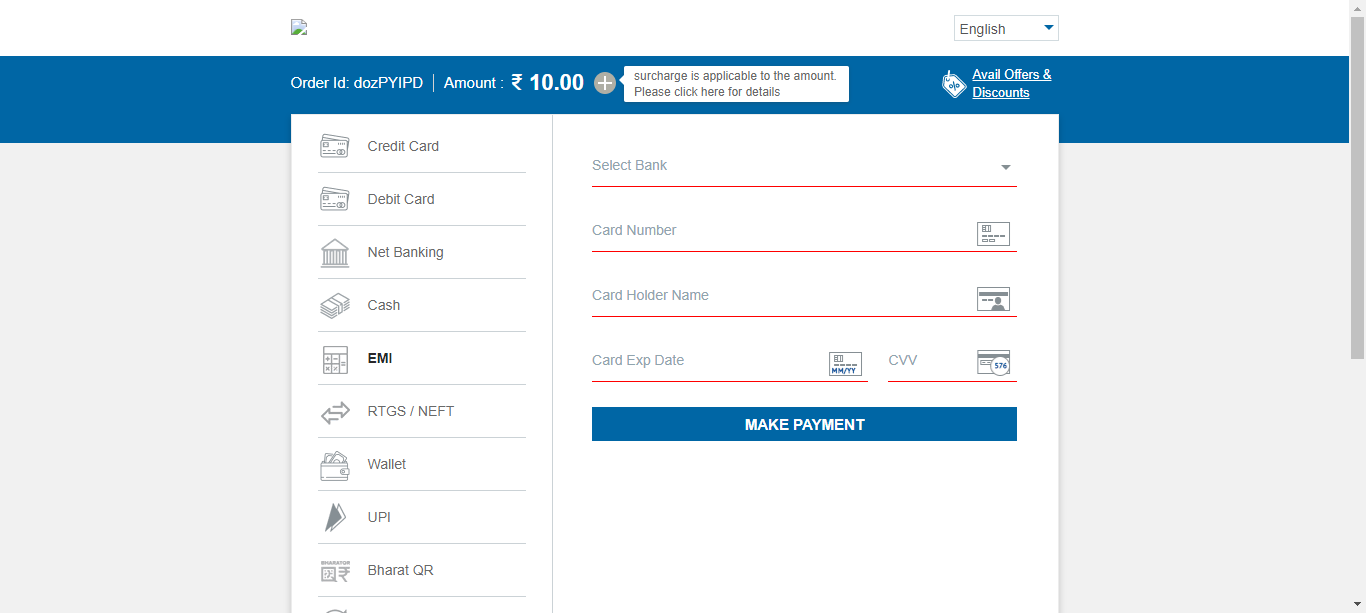 English
Order Id: dozPYIPD
Amount : ₹ 10.00
surcharge is applicable to the amount.
Please click here for details
Avail Offers &
Discounts
Credit Card
Debit Card
Net Banking
Cash
EMI
RTGS / NEFT
Wallet
UPI
Bharat QR
Select Bank
Card Number
Card Holder Name
Card Exp Date
MM/YY
CVV
576
MAKE PAYMENT